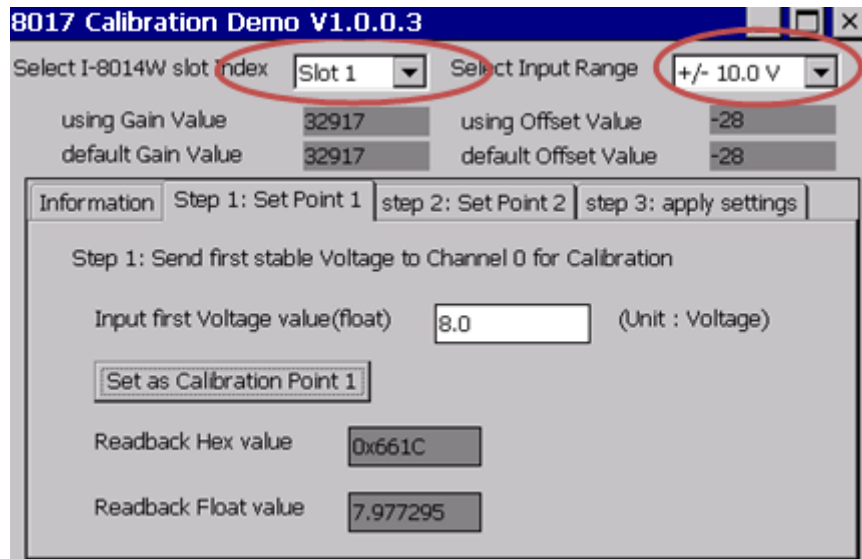 8017 Calibration Demo V1.0.0.3
Select I-8014W slot Index Slot 1 Select Input Range +/- 10.0 V
using Gain Value 32917 using Offset Value -28
default Gain Value 32917 default Offset Value -28
Information Step 1: Set Point 1 step 2: Set Point 2 step 3: apply settings
Step 1: Send first stable Voltage to Channel 0 for Calibration
Input first Voltage value(float) 8.0 (Unit : Voltage)
Set as Calibration Point 1
Readback Hex value 0x661C
Readback Float value 7.977295